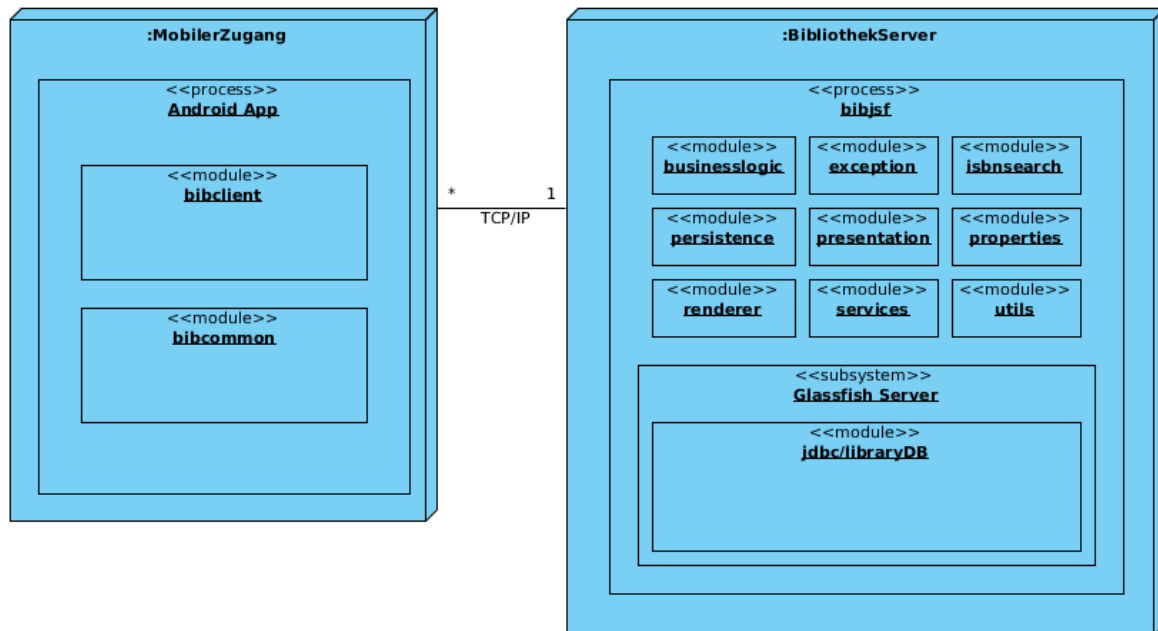 :MobilerZugang
<<process>>
Android App
<<module>>
bibclient
<<module>>
bibcommon
* 1
TCP/IP
:BibliothekServer
<<process>>
bibjsf
<<module>> <<module>> <<module>>
businesslogic exception isbnsearch
<<module>> <<module>> <<module>>
persistence presentation properties
<<module>> <<module>> <<module>>
renderer services utils
<<subsystem>>
Glassfish Server
<<module>>
jdbc/libraryDB